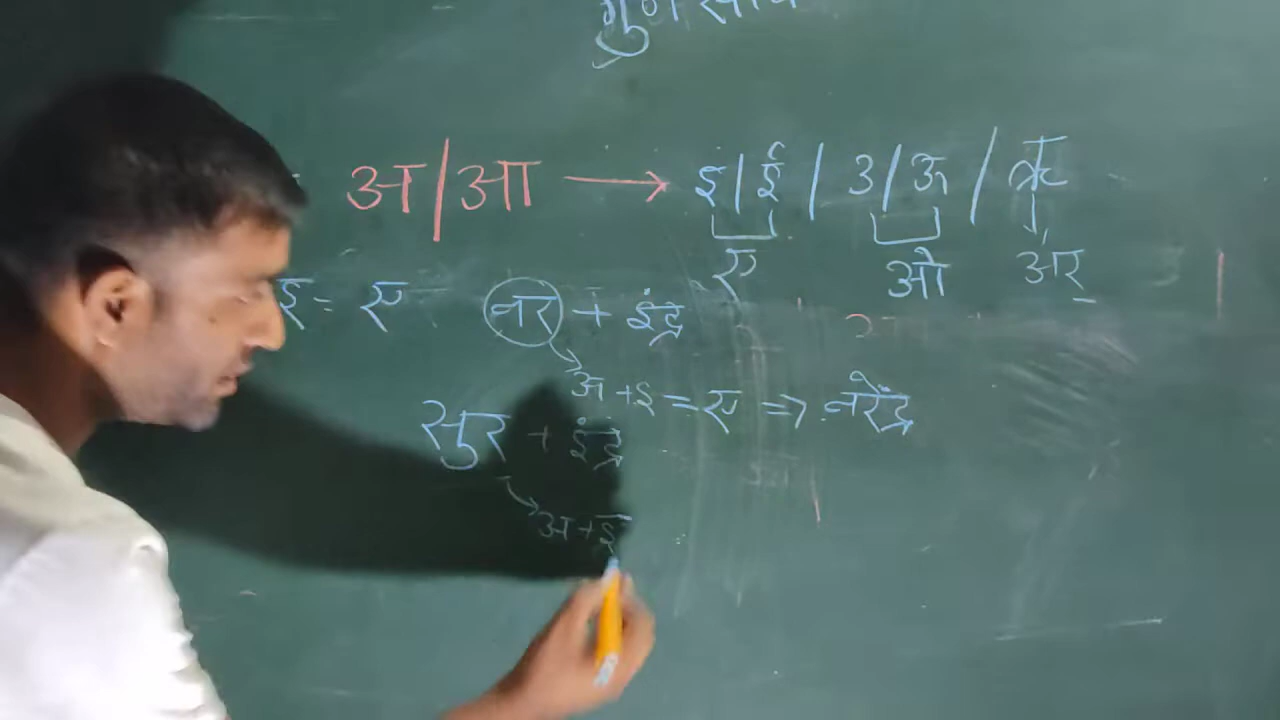 गुण
अ/आ → इ/ई / उ/ऊ / ऋ
ए ओ अर्
इ = ए नर + इंद्र
अ + इ = ए => नरेंद्र
सुर + इंद्र
अ + इ